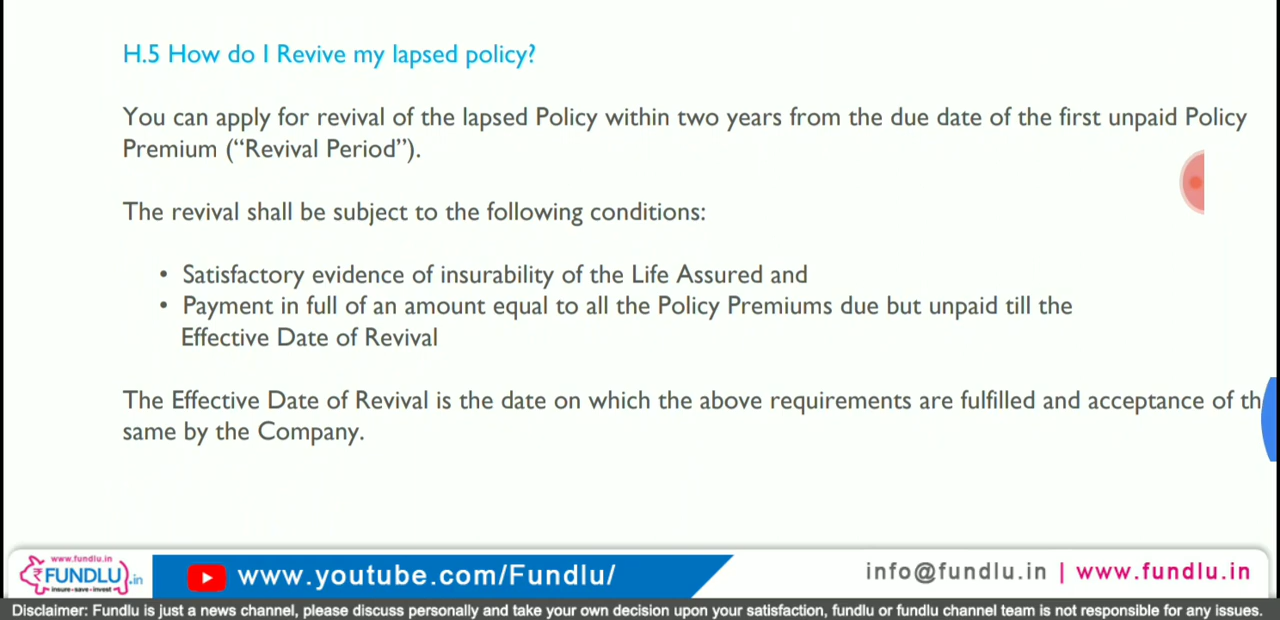 H.5 How do I Revive my lapsed policy?
You can apply for revival of the lapsed Policy within two years from the due date of the first unpaid Policy
Premium (“Revival Period”).
The revival shall be subject to the following conditions:
• Satisfactory evidence of insurability of the Life Assured and
• Payment in full of an amount equal to all the Policy Premiums due but unpaid till the
Effective Date of Revival
The Effective Date of Revival is the date on which the above requirements are fulfilled and acceptance of th
same by the Company.
www.fundlu.in
₹FUNDLU.in
insure-save-invest
www.youtube.com/Fundlu/
info@fundlu.in | www.fundlu.in
Disclaimer: Fundlu is just a news channel, please discuss personally and take your own decision upon your satisfaction, fundlu or fundlu channel team is not responsible for any issues.